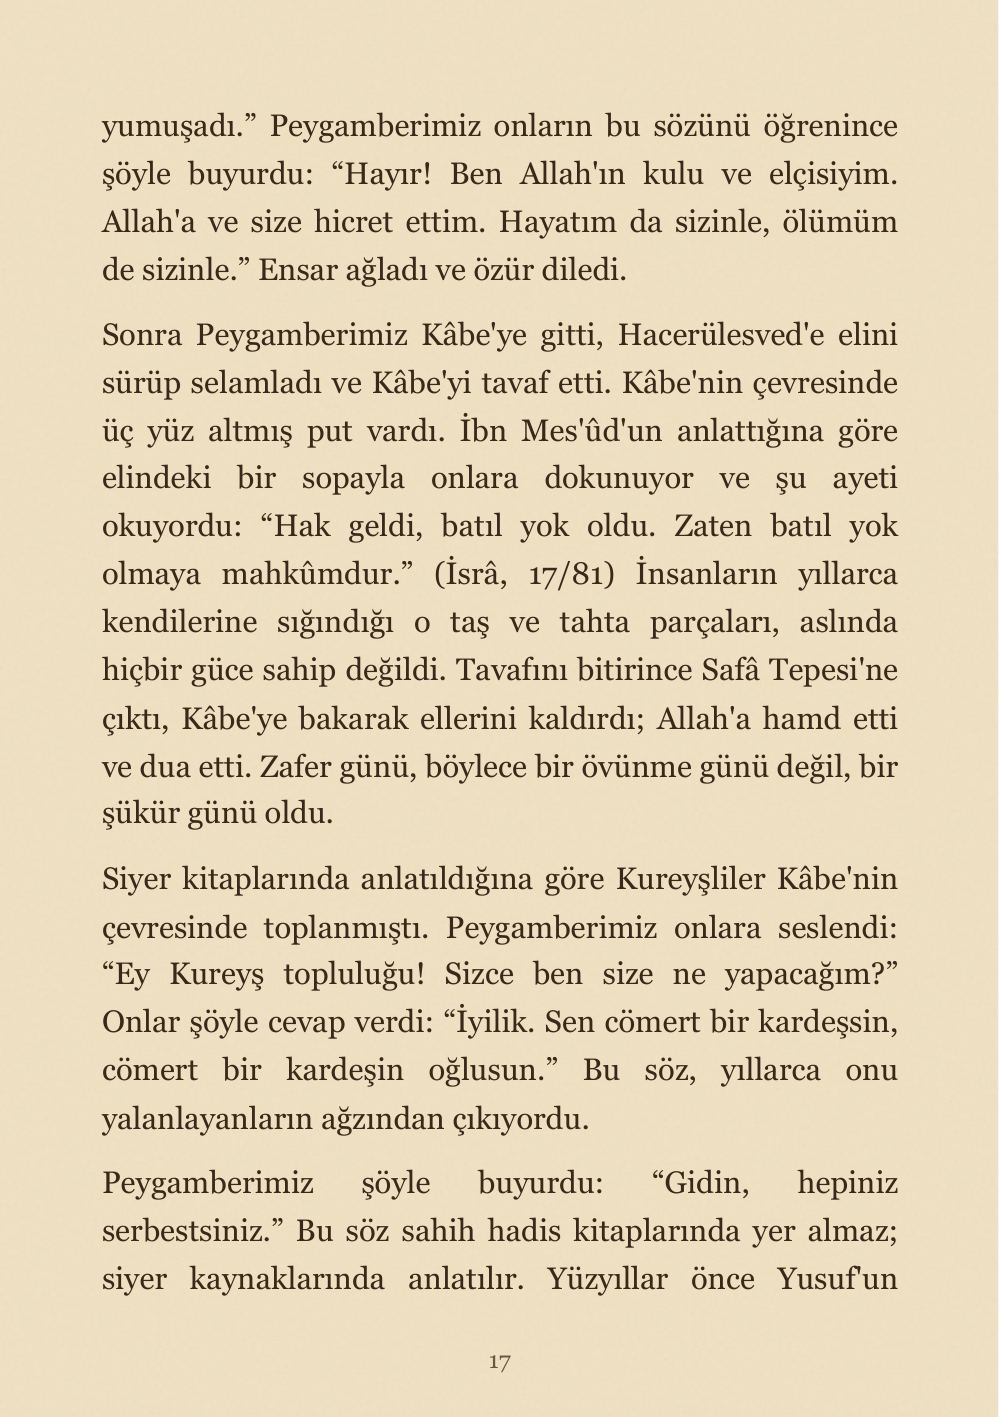 yumuşadı.” Peygamberimiz onların bu sözünü öğrenince
şöyle buyurdu: “Hayır! Ben Allah'ın kulu ve elçisiyim.
Allah'a ve size hicret ettim. Hayatım da sizinle, ölümüm
de sizinle.” Ensar ağladı ve özür diledi.
Sonra Peygamberimiz Kâbe'ye gitti, Hacerülesved'e elini
sürüp selamladı ve Kâbe'yi tavaf etti. Kâbe'nin çevresinde
üç yüz altmış put vardı. İbn Mes'ûd'un anlattığına göre
elindeki bir sopayla onlara dokunuyor ve şu ayeti
okuyordu: “Hak geldi, batıl yok oldu. Zaten batıl yok
olmaya mahkûmdur.” (İsrâ, 17/81) İnsanların yıllarca
kendilerine sığındığı o taş ve tahta parçaları, aslında
hiçbir güce sahip değildi. Tavafını bitirince Safâ Tepesi'ne
çıktı, Kâbe'ye bakarak ellerini kaldırdı; Allah'a hamd etti
ve dua etti. Zafer günü, böylece bir övünme günü değil, bir
şükür günü oldu.
Siyer kitaplarında anlatıldığına göre Kureyşliler Kâbe'nin
çevresinde toplanmıştı. Peygamberimiz onlara seslendi:
“Ey Kureyş topluluğu! Sizce ben size ne yapacağım?”
Onlar şöyle cevap verdi: “İyilik. Sen cömert bir kardeşsin,
cömert bir kardeşin oğlusun.” Bu söz, yıllarca onu
yalanlayanların ağzından çıkıyordu.
Peygamberimiz şöyle buyurdu: “Gidin, hepiniz
serbestsiniz.” Bu söz sahih hadis kitaplarında yer almaz;
siyer kaynaklarında anlatılır. Yüzyıllar önce Yusuf'un
17